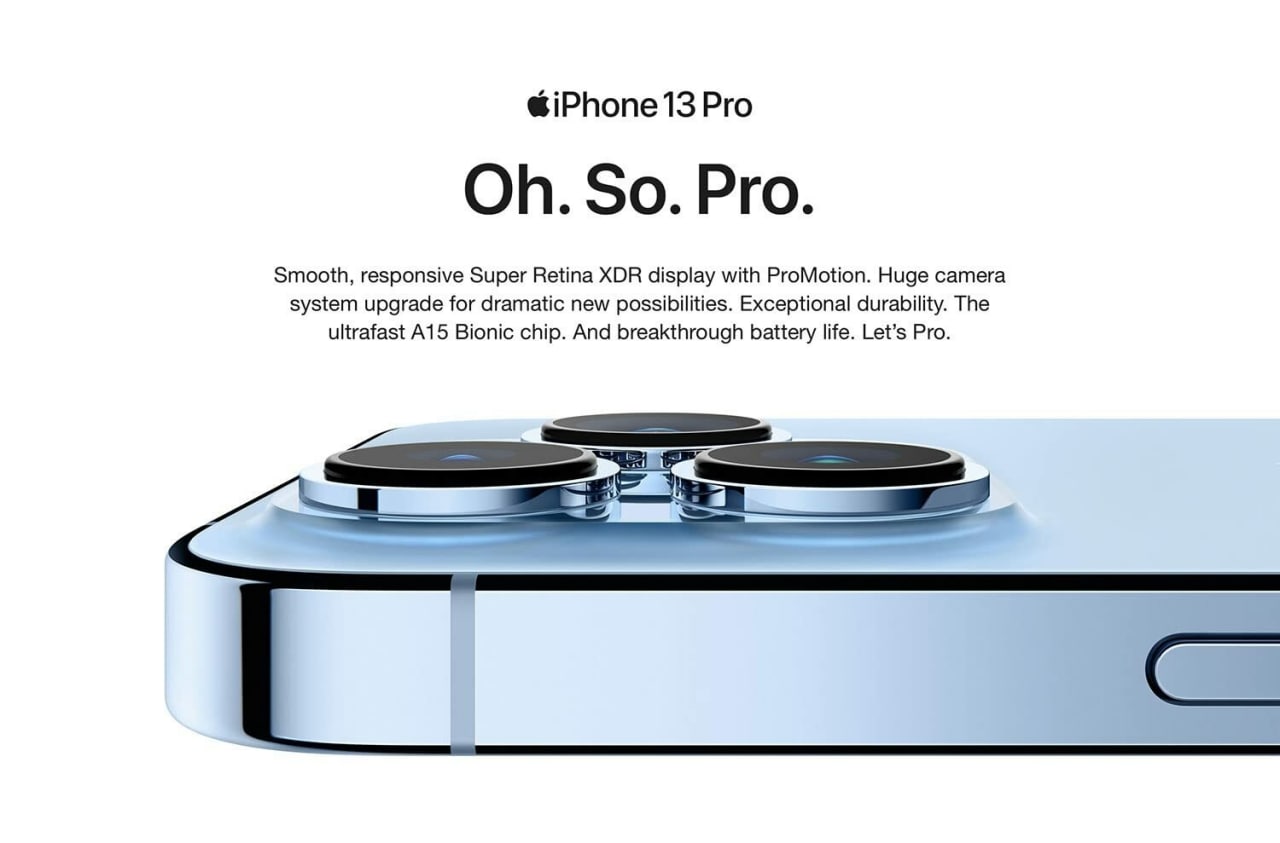 iPhone 13 Pro
Oh. So. Pro.
Smooth, responsive Super Retina XDR display with ProMotion. Huge camera
system upgrade for dramatic new possibilities. Exceptional durability. The
ultrafast A15 Bionic chip. And breakthrough battery life. Let’s Pro.